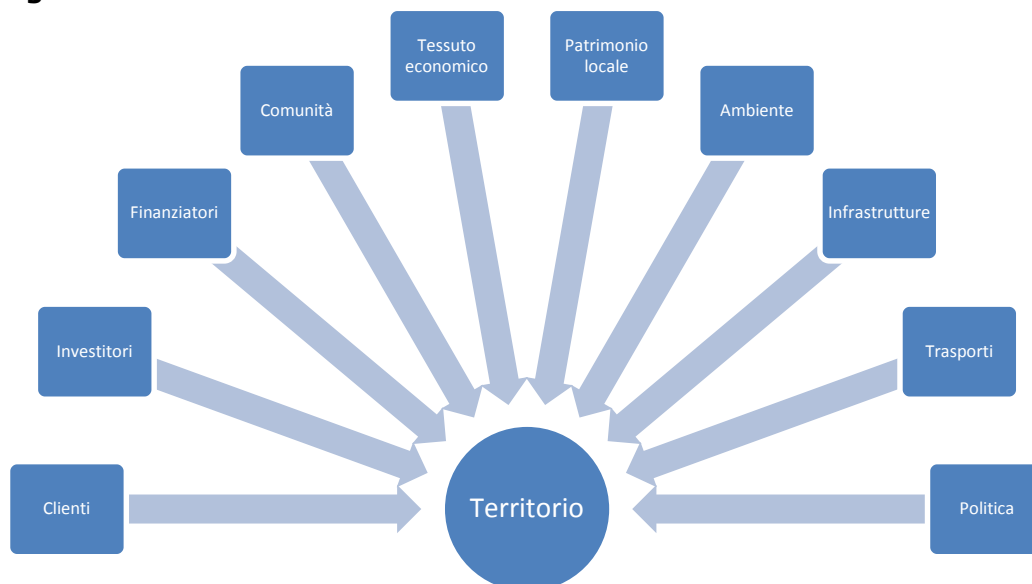 Tessuto
economico
Patrimonio
locale
Comunità
Ambiente
Finanziatori
Infrastrutture
Investitori
Trasporti
Clienti
Territorio
Politica